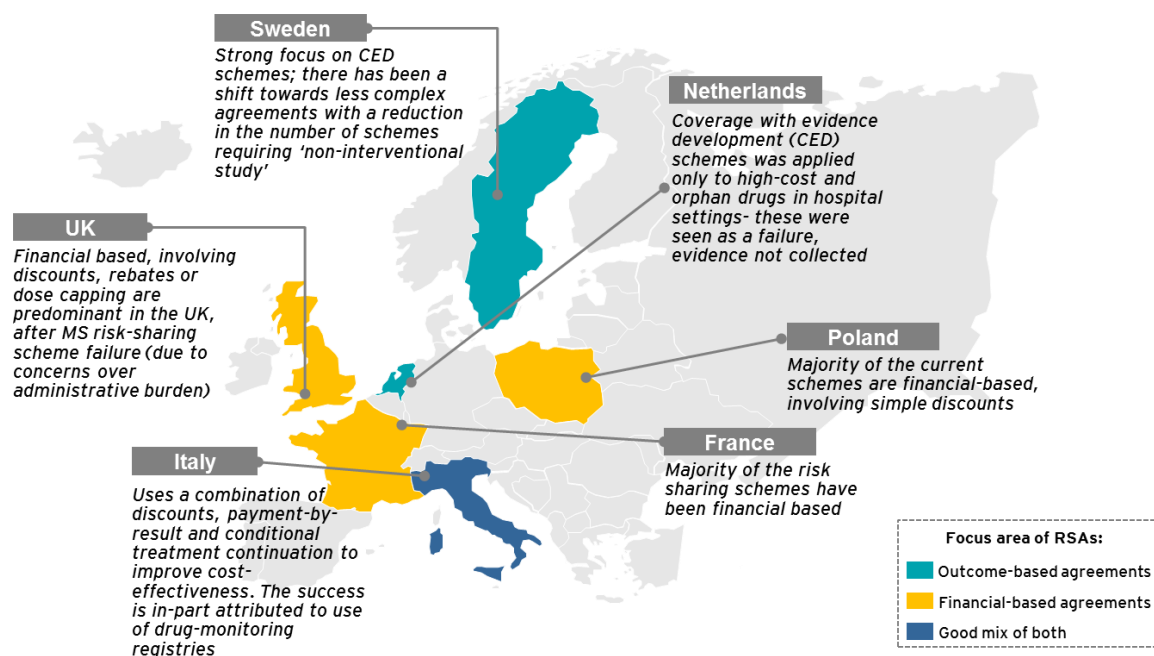 Sweden
Strong focus on CED
schemes; there has been a
shift towards less complex
agreements with a reduction
in the number of schemes
requiring ‘non-interventional
study’
Netherlands
Coverage with evidence
development (CED)
schemes was applied
only to high-cost and
orphan drugs in hospital
settings- these were
seen as a failure,
evidence not collected
UK
Financial based, involving
discounts, rebates or
dose capping are
predominant in the UK,
after MS risk-sharing
scheme failure (due to
concerns over
administrative burden)
Poland
Majority of the current
schemes are financial-based,
involving simple discounts
France
Majority of the risk
sharing schemes have
been financial based
Italy
Uses a combination of
discounts, payment-by-
result and conditional
treatment continuation to
improve cost-
effectiveness. The success
is in-part attributed to use
of drug-monitoring
registries
Focus area of RSAs:
Outcome-based agreements
Financial-based agreements
Good mix of both